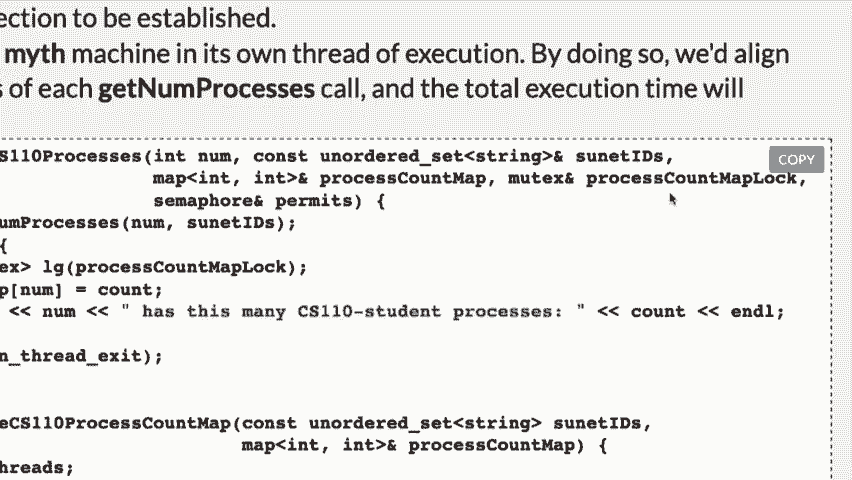 ection to be established.
myth machine in its own thread of execution. By doing so, we'd align
s of each getNumProcesses call, and the total execution time will
S110Processes(int num, const unordered_set<string>& sunetIDs,
COPY
map<int, int>& processCountMap, mutex& processCountMapLock,
semaphore& permits) {
umProcesses(num, sunetIDs);
{
ex> lg(processCountMapLock);
p[num] = count;
<< num << " has this many CS110-student processes: " << count << endl;
n_thread_exit);
eCS110ProcessCountMap(const unordered_set<string> sunetIDs,
map<int, int>& processCountMap) {
hreads;